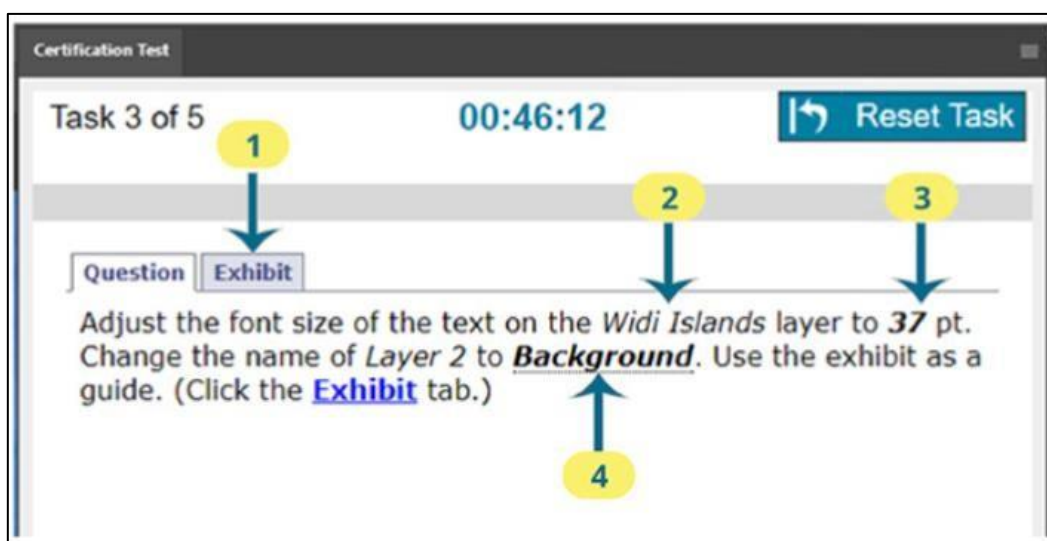 Certification Test
Task 3 of 5 00:46:12 Reset Task
1
2 3
Question Exhibit
Adjust the font size of the text on the Widi Islands layer to 37 pt.
Change the name of Layer 2 to Background. Use the exhibit as a
guide. (Click the Exhibit tab.)
4